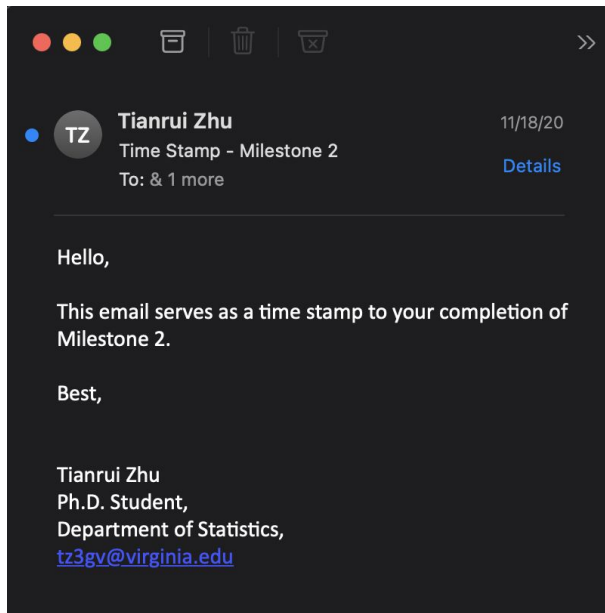 TZ
Tianrui Zhu
11/18/20
Time Stamp - Milestone 2
Details
To: & 1 more
Hello,
This email serves as a time stamp to your completion of
Milestone 2.
Best,
Tianrui Zhu
Ph.D. Student,
Department of Statistics,
tz3gv@virginia.edu